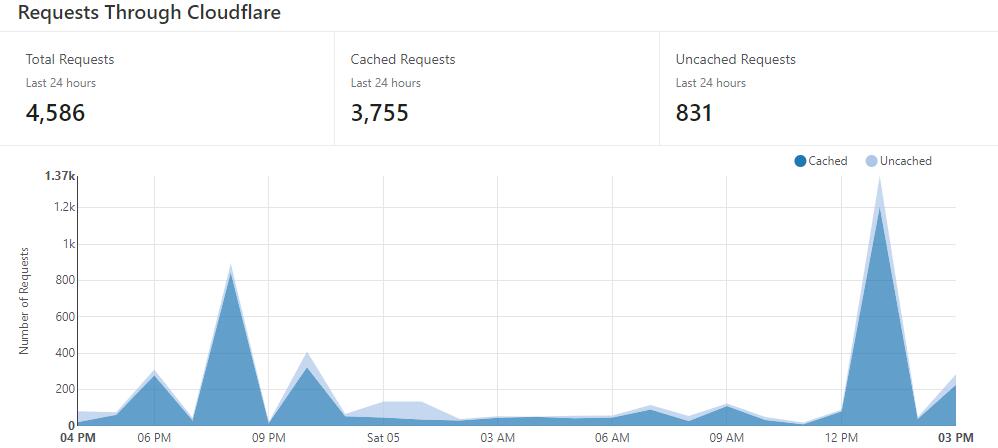 Requests Through Cloudflare
Total Requests
Last 24 hours
4,586
Cached Requests
Last 24 hours
3,755
Uncached Requests
Last 24 hours
831
Cached Uncached
Number of Requests
1.37k
1.2k
1k
800
600
400
200
0
04 PM 06 PM 09 PM Sat 05 03 AM 06 AM 09 AM 12 PM 03 PM